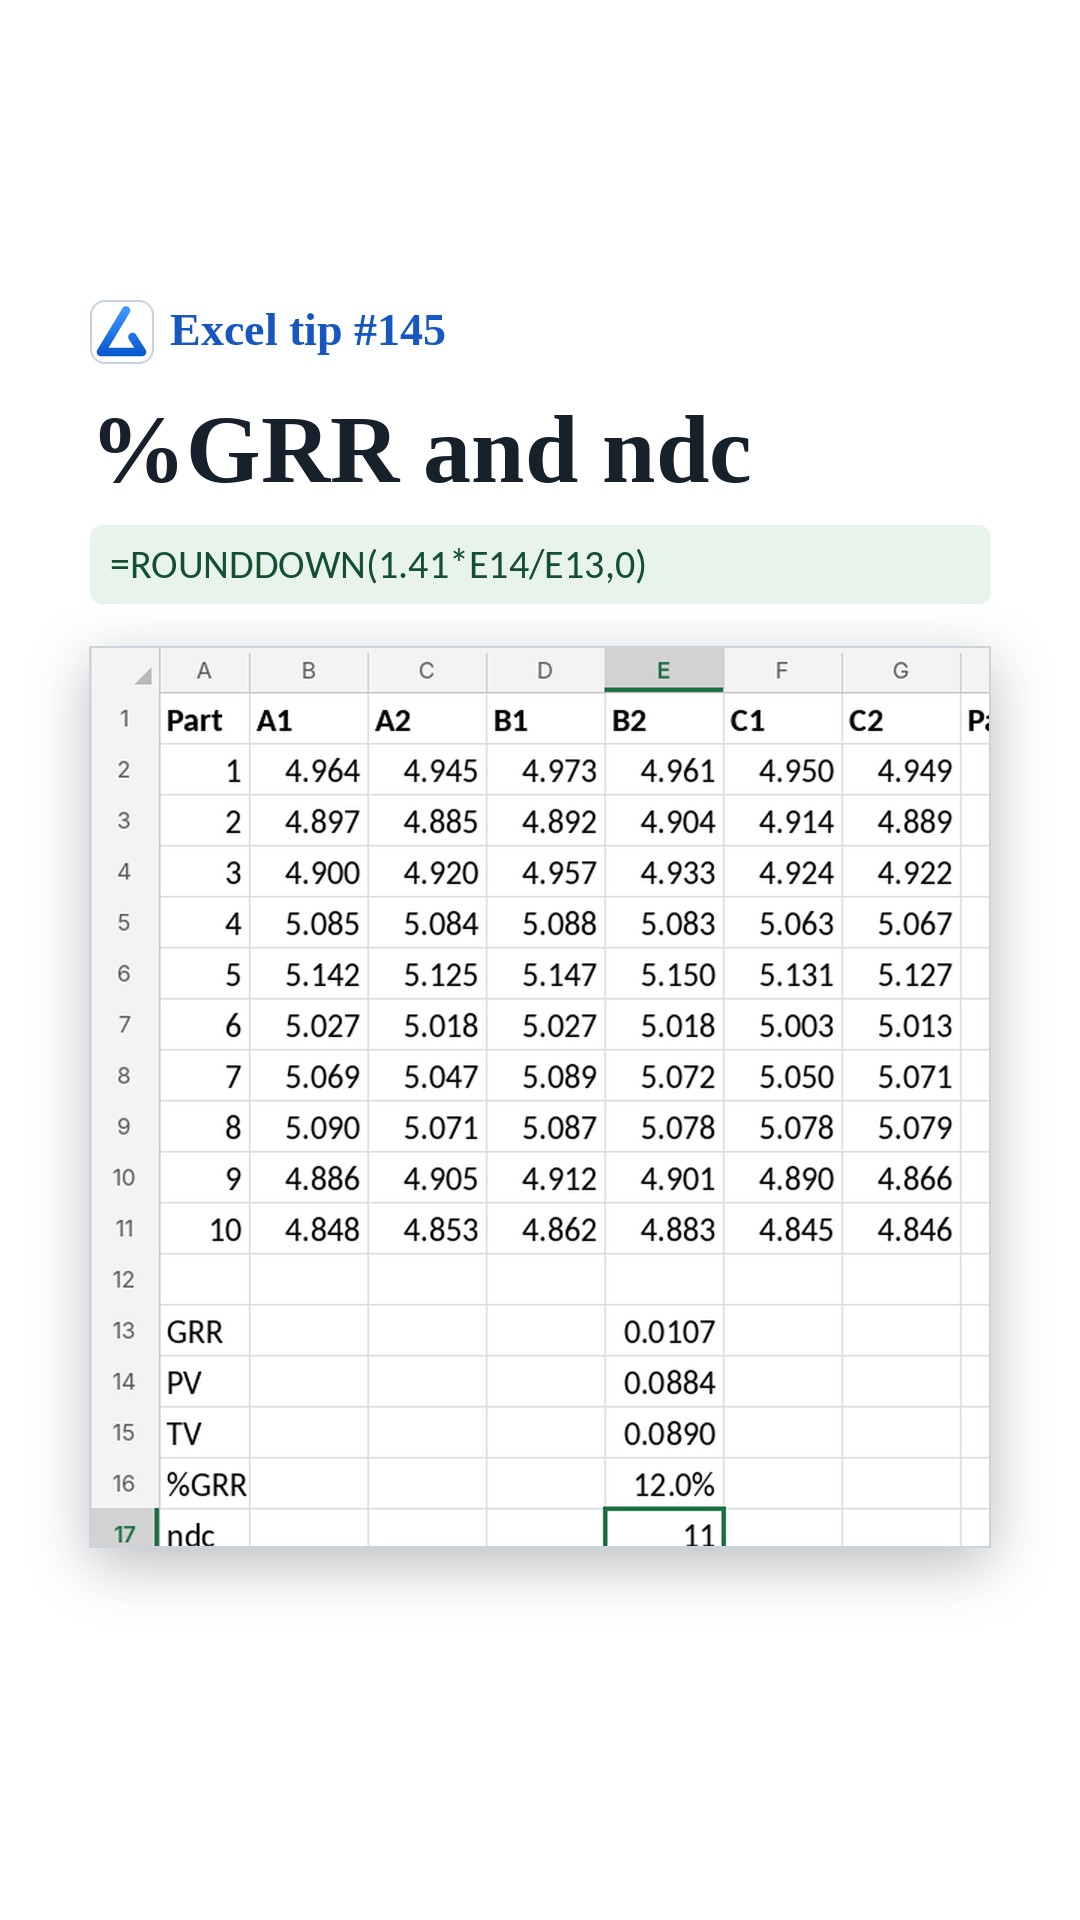 Excel tip #145
%GRR and ndc
=ROUNDDOWN(1.41*E14/E13,0)
A B C D E F G
1 Part A1 A2 B1 B2 C1 C2
2 1 4.964 4.945 4.973 4.961 4.950 4.949
3 2 4.897 4.885 4.892 4.904 4.914 4.889
4 3 4.900 4.920 4.957 4.933 4.924 4.922
5 4 5.085 5.084 5.088 5.083 5.063 5.067
6 5 5.142 5.125 5.147 5.150 5.131 5.127
7 6 5.027 5.018 5.027 5.018 5.003 5.013
8 7 5.069 5.047 5.089 5.072 5.050 5.071
9 8 5.090 5.071 5.087 5.078 5.078 5.079
10 9 4.886 4.905 4.912 4.901 4.890 4.866
11 10 4.848 4.853 4.862 4.883 4.845 4.846
12
13 GRR 0.0107
14 PV 0.0884
15 TV 0.0890
16 %GRR 12.0%
17 ndc 11